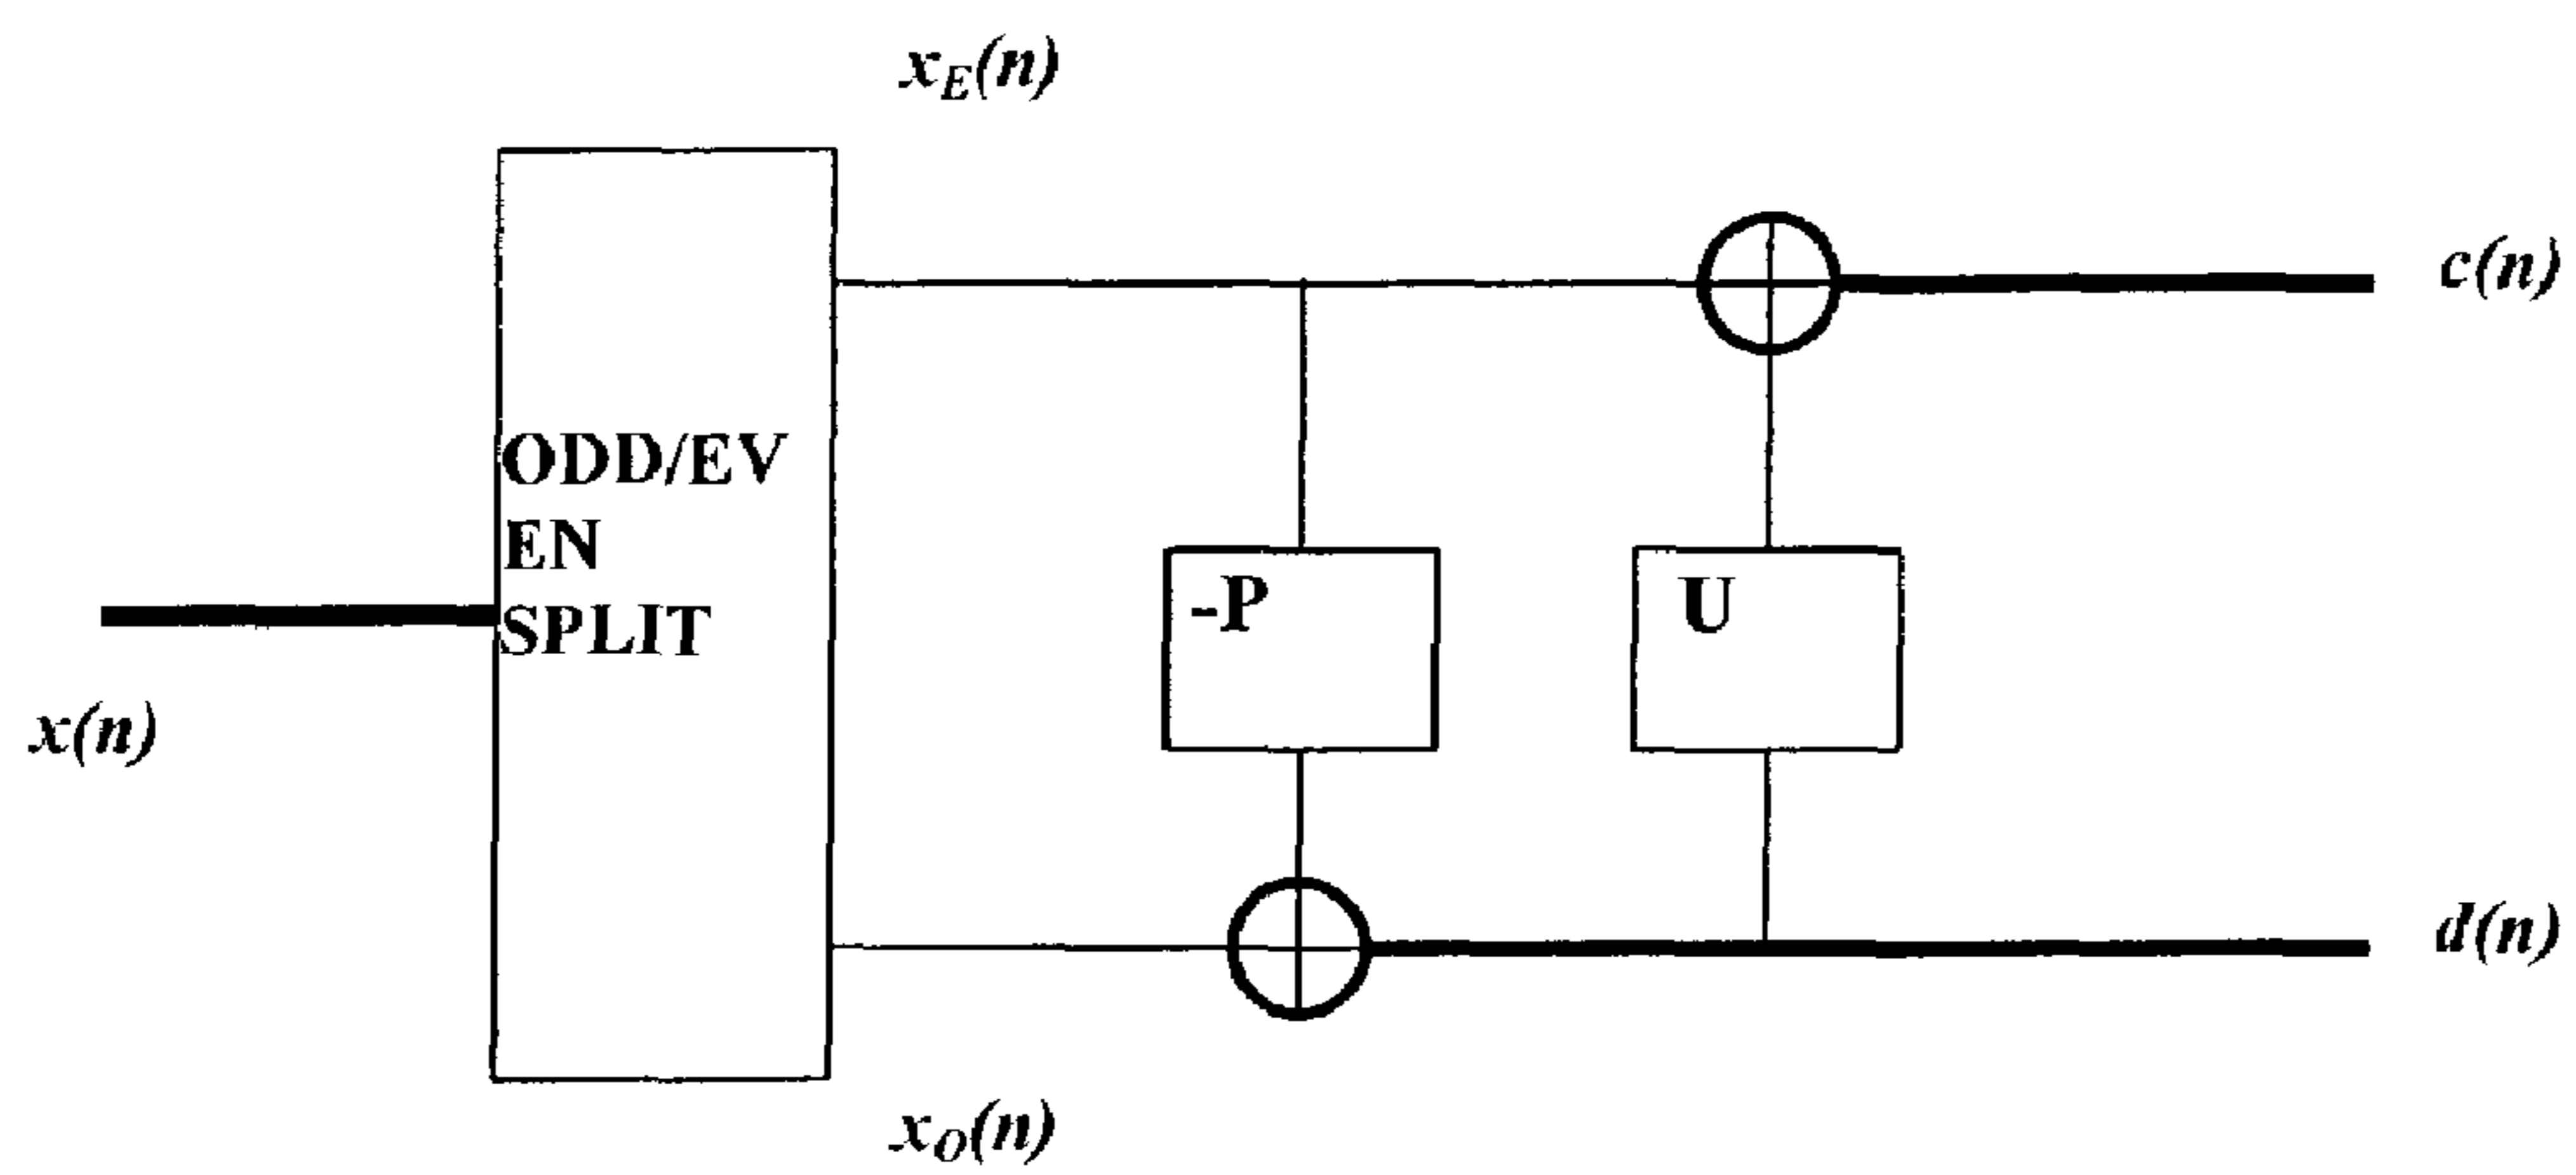 x_E(n)
c(n)
ODD/EV
EN
SPLIT
-P
U
x(n)
d(n)
x_O(n)